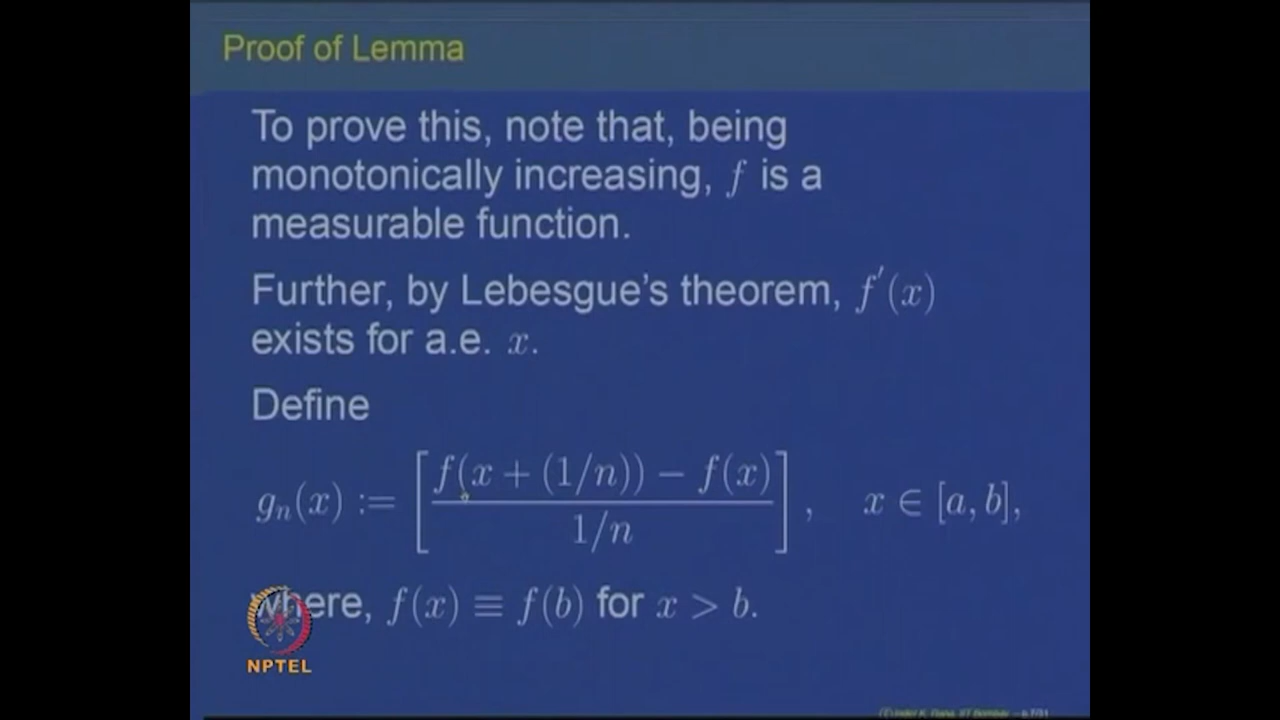 Proof of Lemma
To prove this, note that, being
monotonically increasing, f is a
measurable function.
Further, by Lebesgue's theorem, f′(x)
exists for a.e. x.
Define
gₙ(x) := [ (f(x + (1/n)) − f(x)) / (1/n) ] , x ∈ [a, b],
where, f(x) ≡ f(b) for x > b.
NPTEL